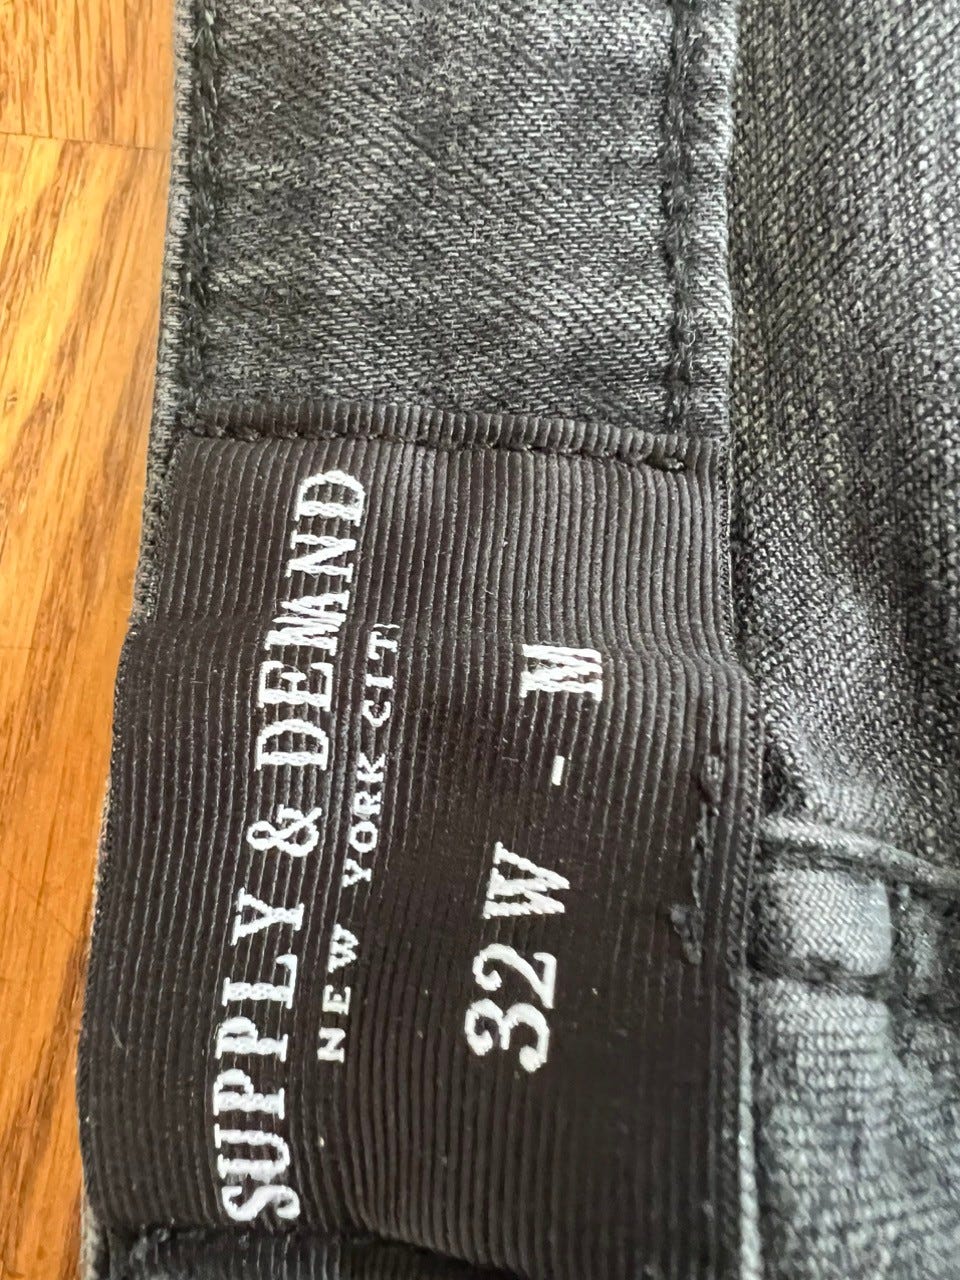 SUPPLY & DEMAND
NEW YORK CITY
32 W - M